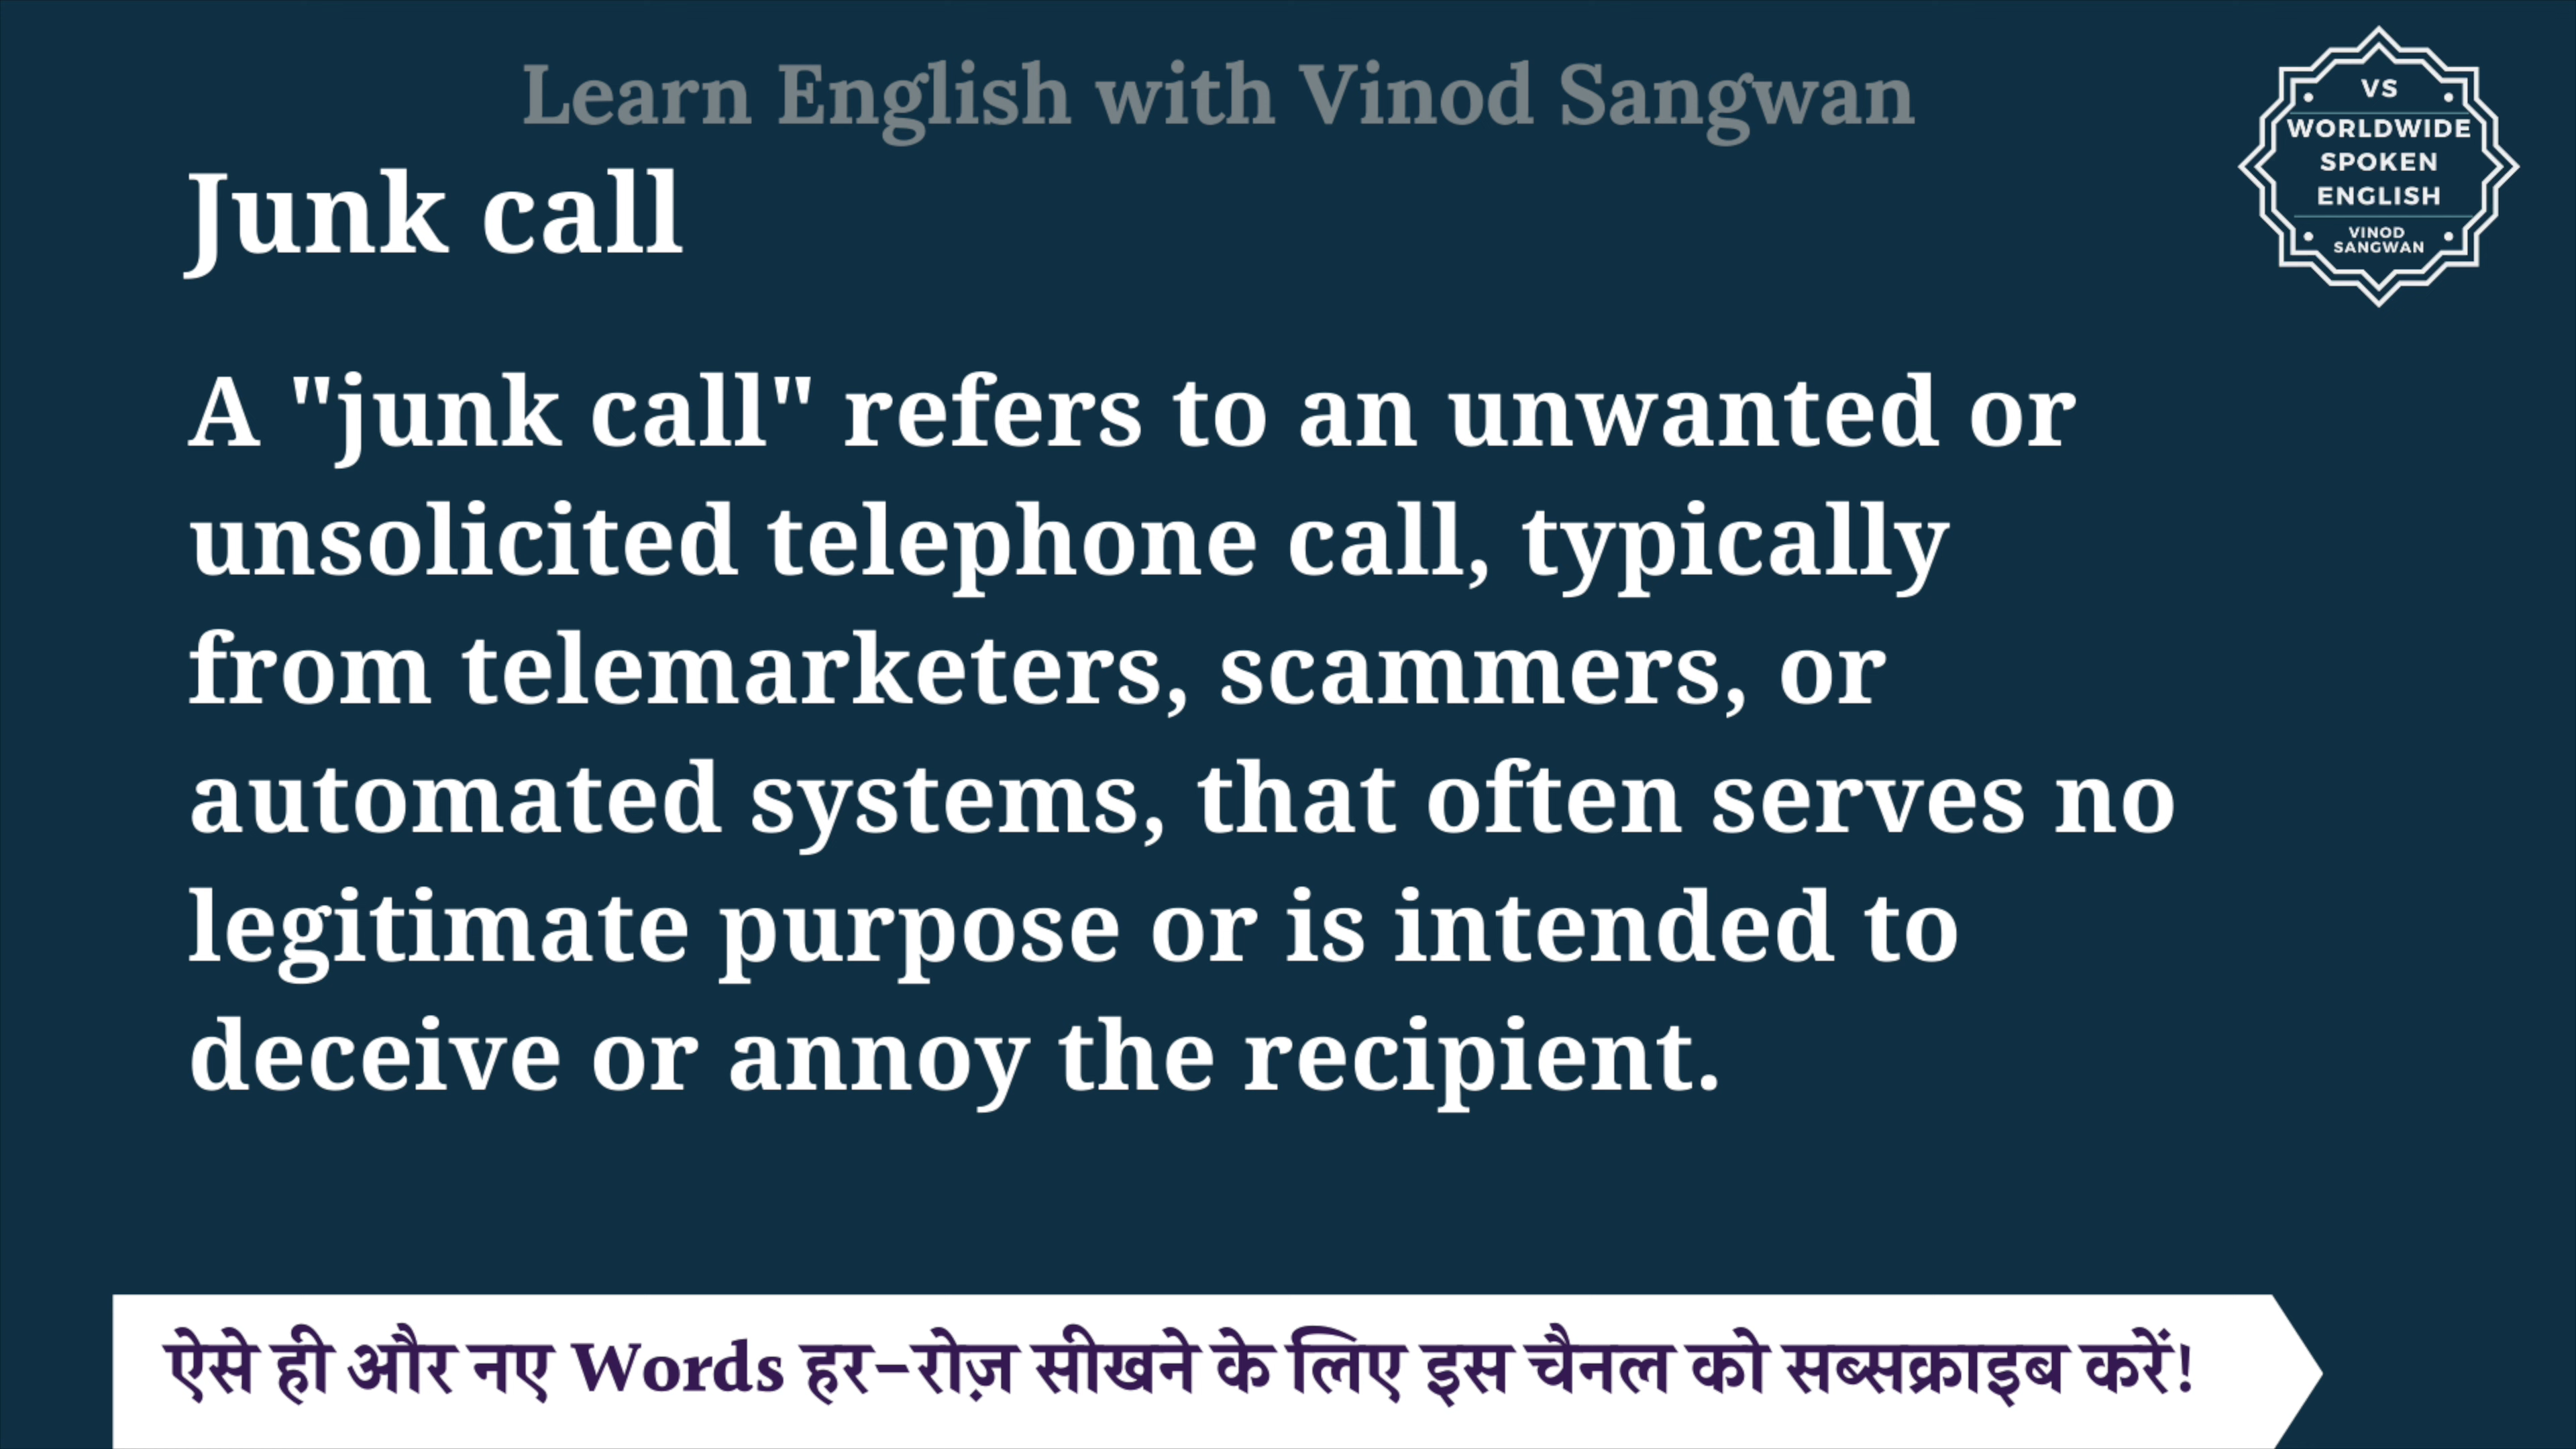 Learn English with Vinod Sangwan
VS
WORLDWIDE
SPOKEN
ENGLISH
VINOD
SANGWAN
Junk call
A "junk call" refers to an unwanted or
unsolicited telephone call, typically
from telemarketers, scammers, or
automated systems, that often serves no
legitimate purpose or is intended to
deceive or annoy the recipient.
ऐसे ही और नए Words हर-रोज़ सीखने के लिए इस चैनल को सब्सक्राइब करें!